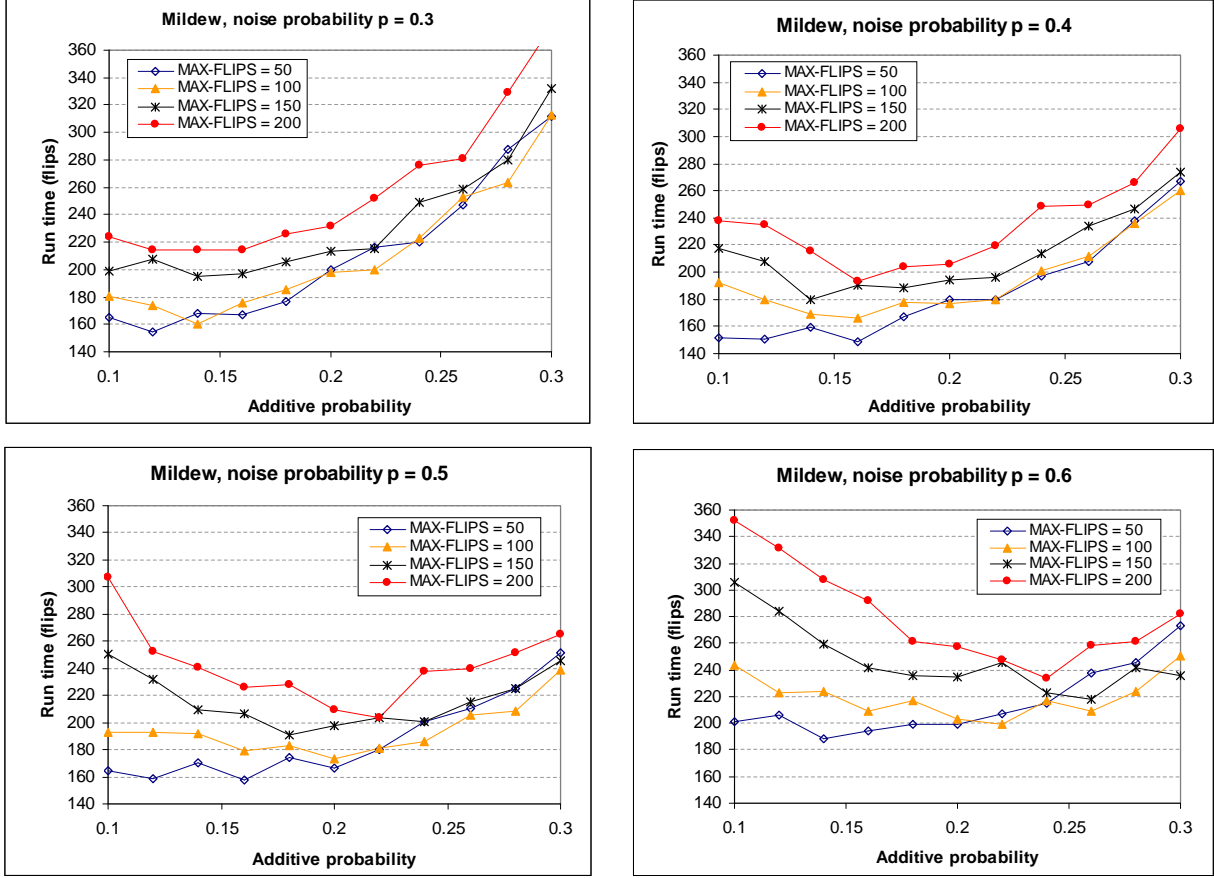 Mildew, noise probability p = 0.3
360
340
320
300
280
260
240
220
200
180
160
140
Run time (flips)
MAX-FLIPS = 50
MAX-FLIPS = 100
MAX-FLIPS = 150
MAX-FLIPS = 200
0.1
0.15
0.2
0.25
0.3
Additive probability
Mildew, noise probability p = 0.4
360
340
320
300
280
260
240
220
200
180
160
140
Run time (flips)
MAX-FLIPS = 50
MAX-FLIPS = 100
MAX-FLIPS = 150
MAX-FLIPS = 200
0.1
0.15
0.2
0.25
0.3
Additive probability
Mildew, noise probability p = 0.5
360
340
320
300
280
260
240
220
200
180
160
140
Run time (flips)
MAX-FLIPS = 50
MAX-FLIPS = 100
MAX-FLIPS = 150
MAX-FLIPS = 200
0.1
0.15
0.2
0.25
0.3
Additive probability
Mildew, noise probability p = 0.6
360
340
320
300
280
260
240
220
200
180
160
140
Run time (flips)
MAX-FLIPS = 50
MAX-FLIPS = 100
MAX-FLIPS = 150
MAX-FLIPS = 200
0.1
0.15
0.2
0.25
0.3
Additive probability